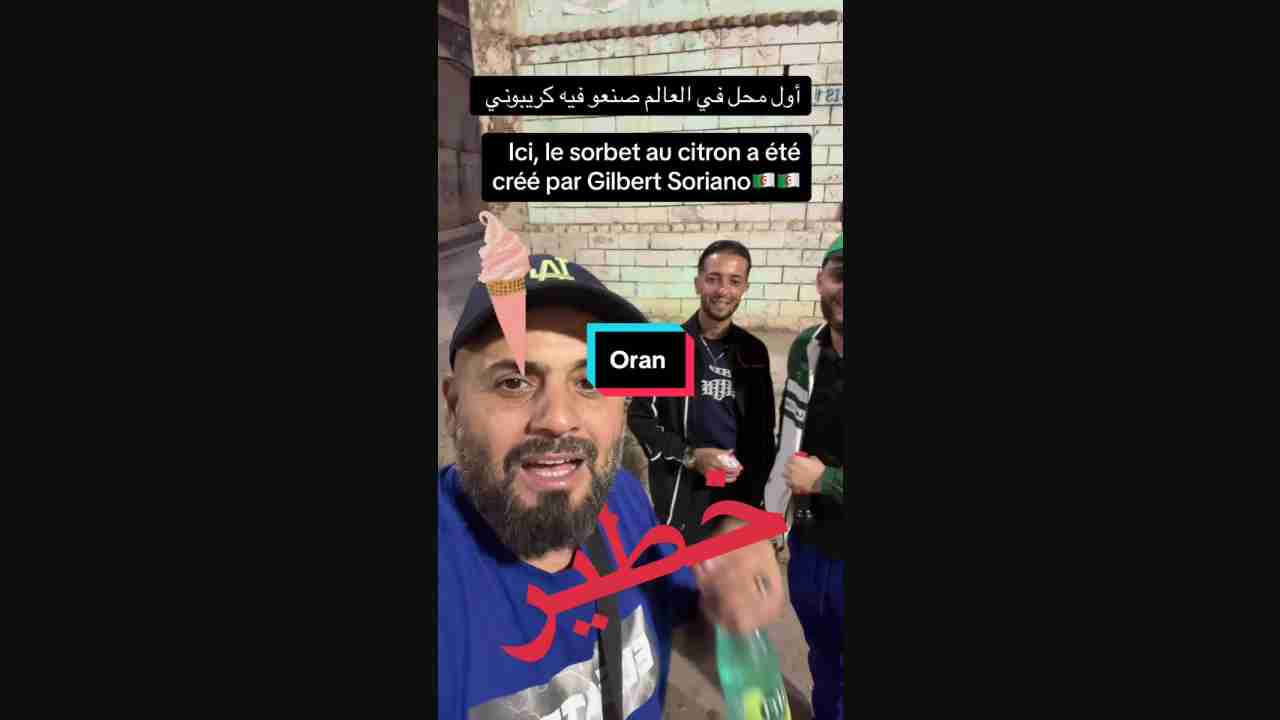 أول محل في العالم صنعو فيه كريبوني
Ici, le sorbet au citron a été
créé par Gilbert Soriano🇩🇿🇩🇿
LA
Oran
خطير